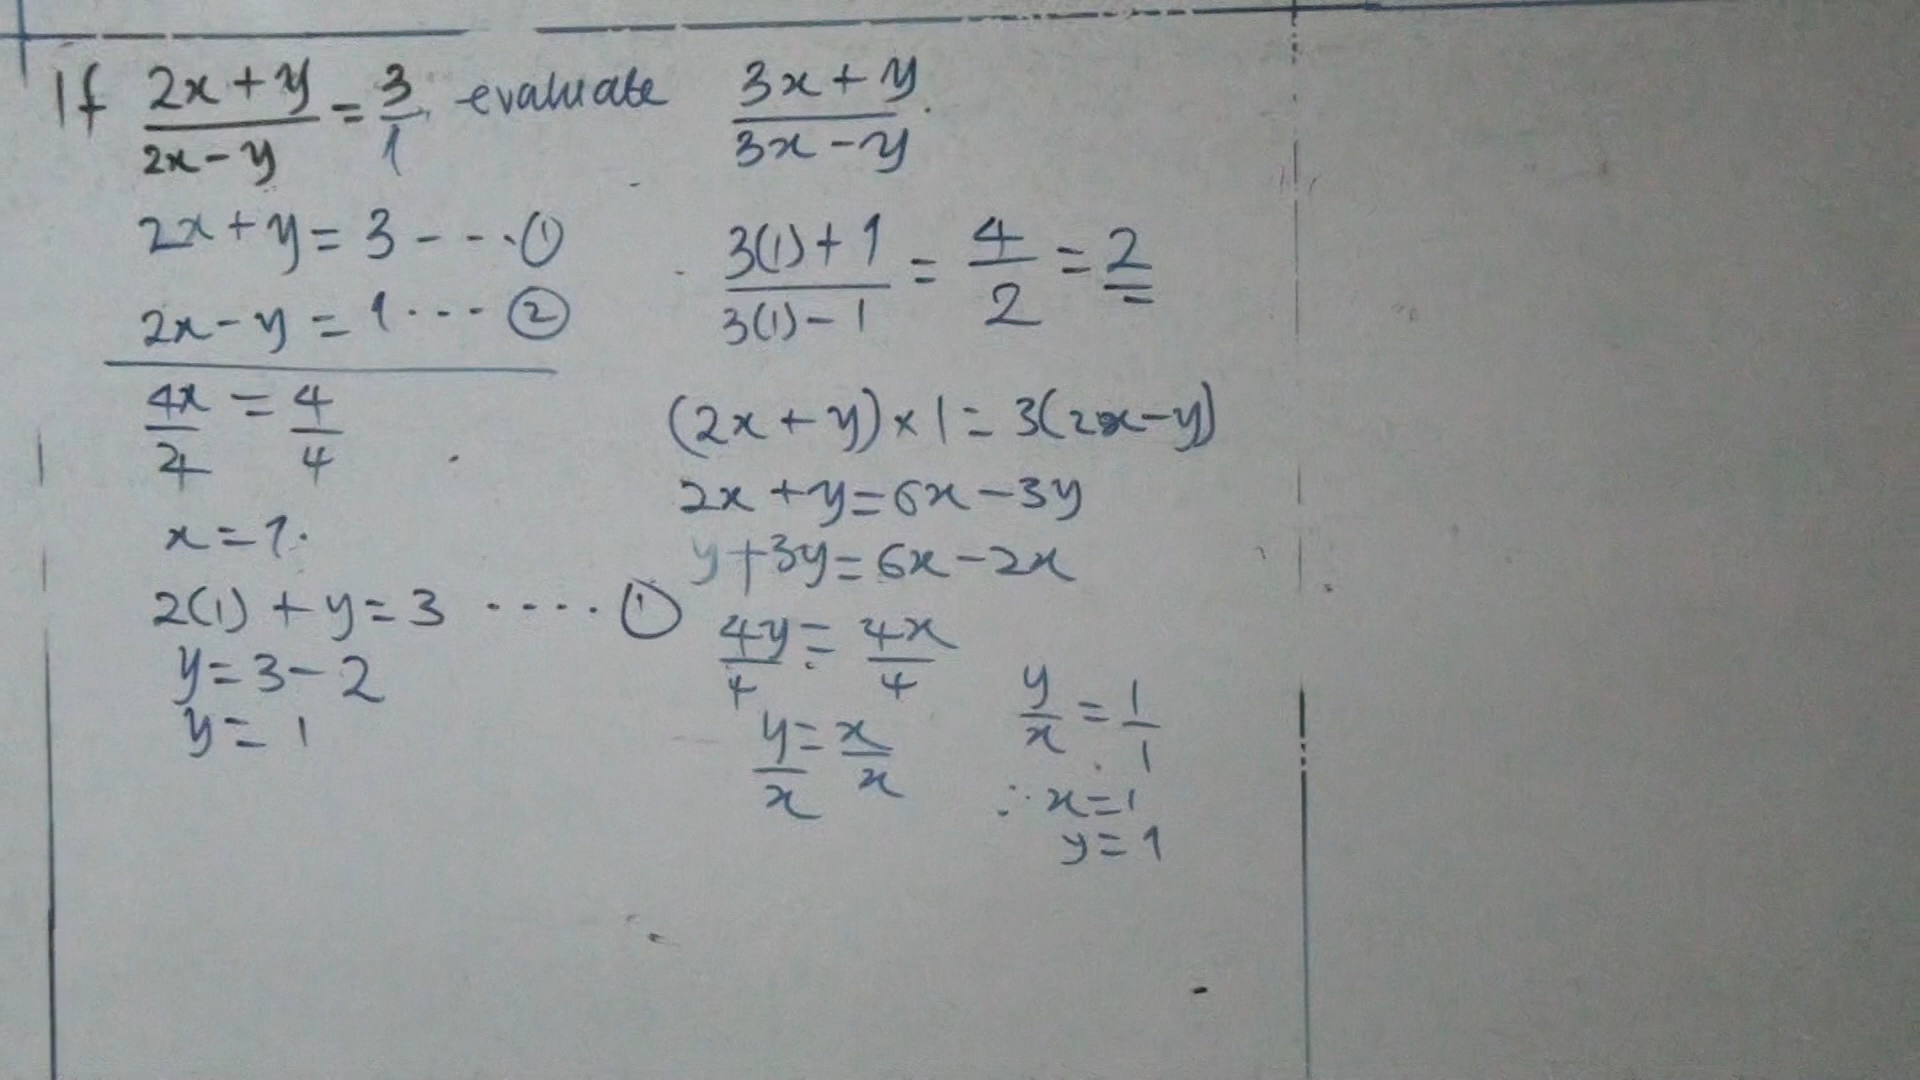 If (2x + y)/(2x - y) = 3/1, evaluate (3x + y)/(3x - y).
2x + y = 3 - - - ①
2x - y = 1 - - - ②
4x/4 = 4/4
x = 1.
2(1) + y = 3 ..... ①
y = 3 - 2
y = 1
(3(1) + 1)/(3(1) - 1) = 4/2 = 2
(2x + y) × 1 = 3(2x - y)
2x + y = 6x - 3y
y + 3y = 6x - 2x
4y/4 = 4x/4
y/x = x/x
y/x = 1/1
∴ x = 1
y = 1